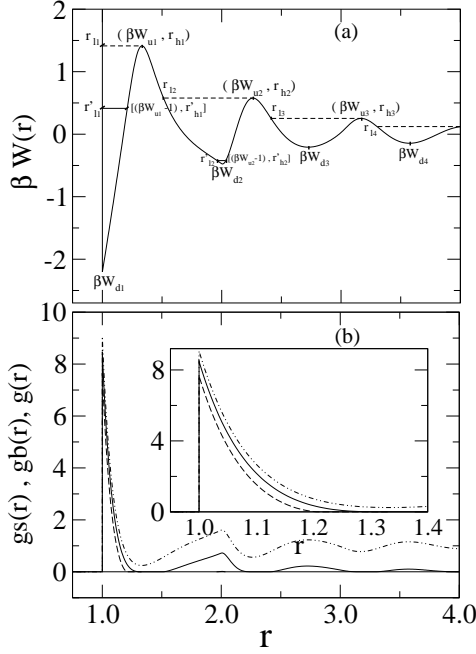 (a)
r_{l1} (βW_{u1}, r_{h1})
r_{l2} (βW_{u2}, r_{h2})
r'_{l1} [(βW_{u1}-1), r'_{h1}]
r_{l3} (βW_{u3}, r_{h3})
r_{l4}
r'_{l2} [(βW_{u2}-1), r'_{h2}]
βW_{d2} βW_{d3} βW_{d4}
βW_{d1}
β W(r)
2
1
0
-1
-2
(b)
gs(r) , gb(r) , g(r)
10
8
6
4
2
0
8
4
0
1.0 1.1 1.2 1.3 1.4
r
1.0 2.0 3.0 4.0
r